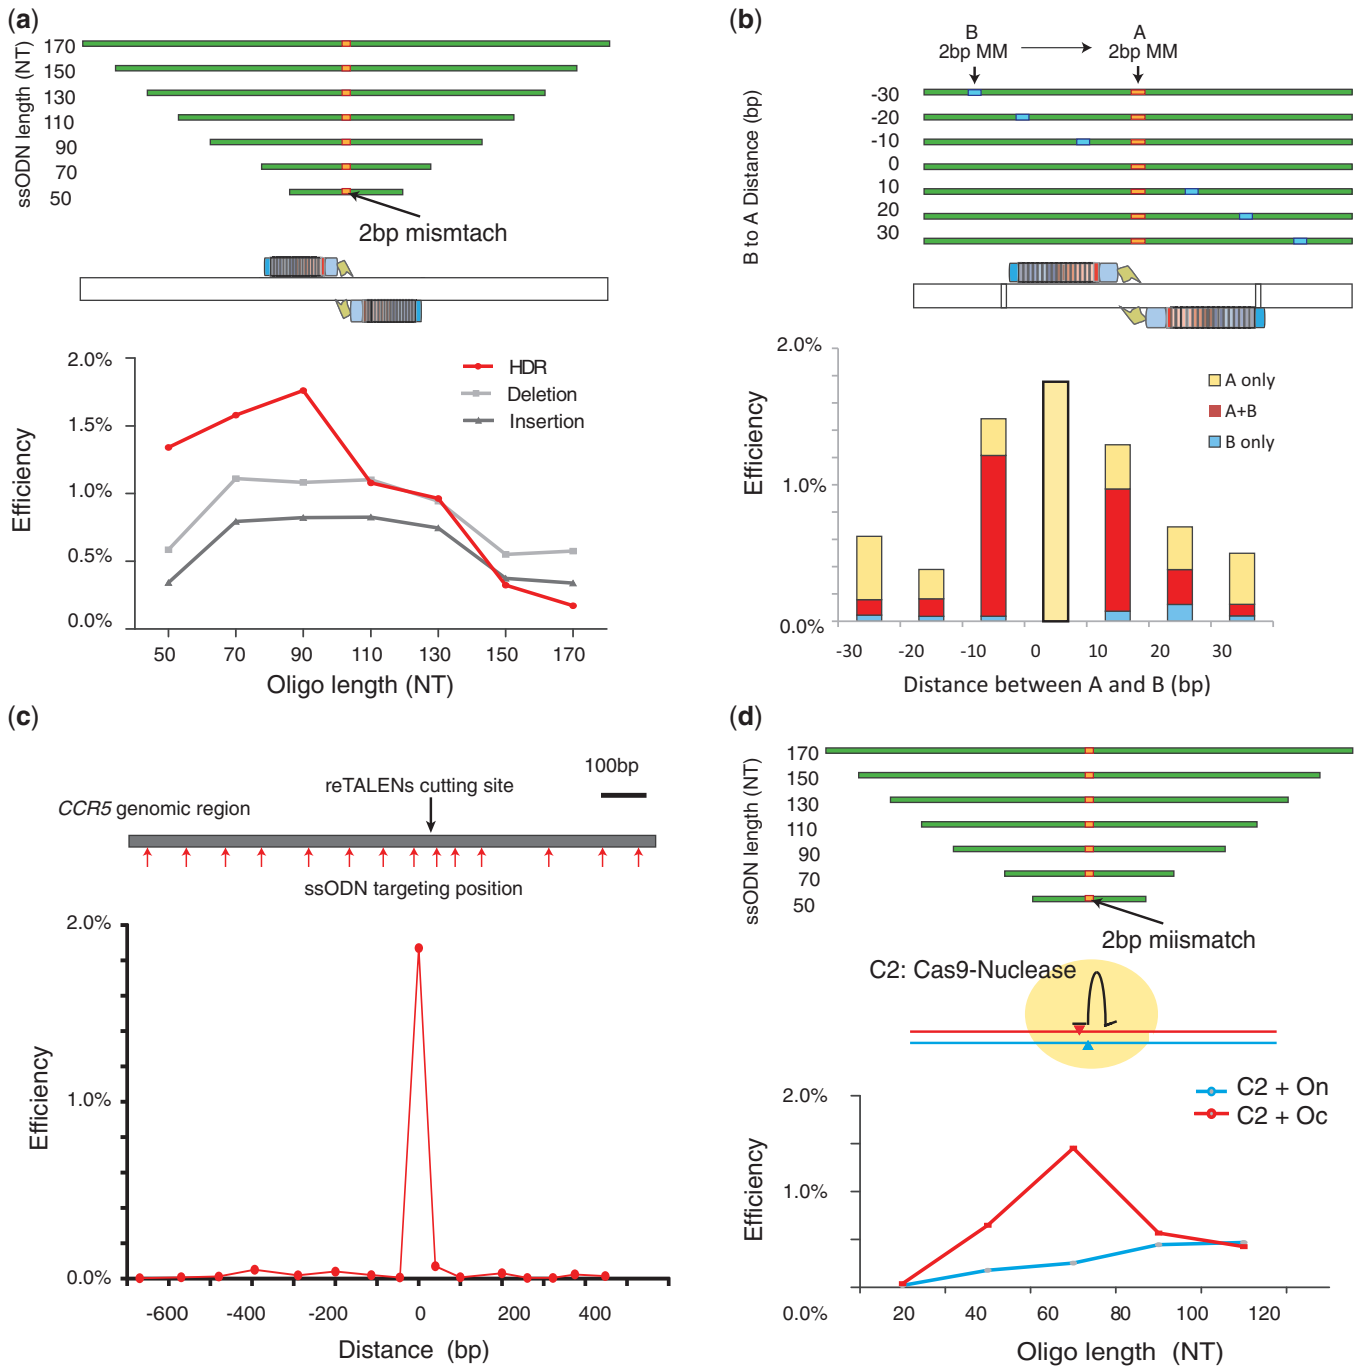 (a)
ssODN length (NT)
170
150
130
110
90
70
50
2bp mismtach
2.0%
1.5%
1.0%
0.5%
0.0%
Efficiency
HDR
Deletion
Insertion
50 70 90 110 130 150 170
Oligo length (NT)
(b)
B
2bp MM
A
2bp MM
B to A Distance (bp)
-30
-20
-10
0
10
20
30
2.0%
1.0%
0.0%
Efficiency
A only
A+B
B only
-30 -20 -10 0 10 20 30
Distance between A and B (bp)
(c)
100bp
reTALENs cutting site
CCR5 genomic region
ssODN targeting position
2.0%
1.0%
0.0%
Efficiency
-600 -400 -200 0 200 400
Distance (bp)
(d)
ssODN length (NT)
170
150
130
110
90
70
50
2bp miismatch
C2: Cas9-Nuclease
C2 + On
C2 + Oc
2.0%
1.0%
0.0%
Efficiency
20 40 60 80 100 120
Oligo length (NT)